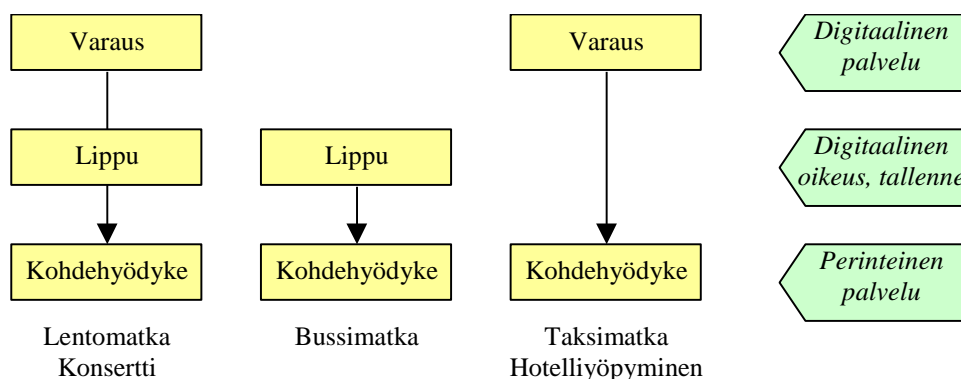 Varaus
Varaus
Digitaalinen
palvelu
Lippu
Lippu
Digitaalinen
oikeus, tallenne
Kohdehyödyke
Kohdehyödyke
Kohdehyödyke
Perinteinen
palvelu
Lentomatka
Konsertti
Bussimatka
Taksimatka
Hotelliyöpyminen